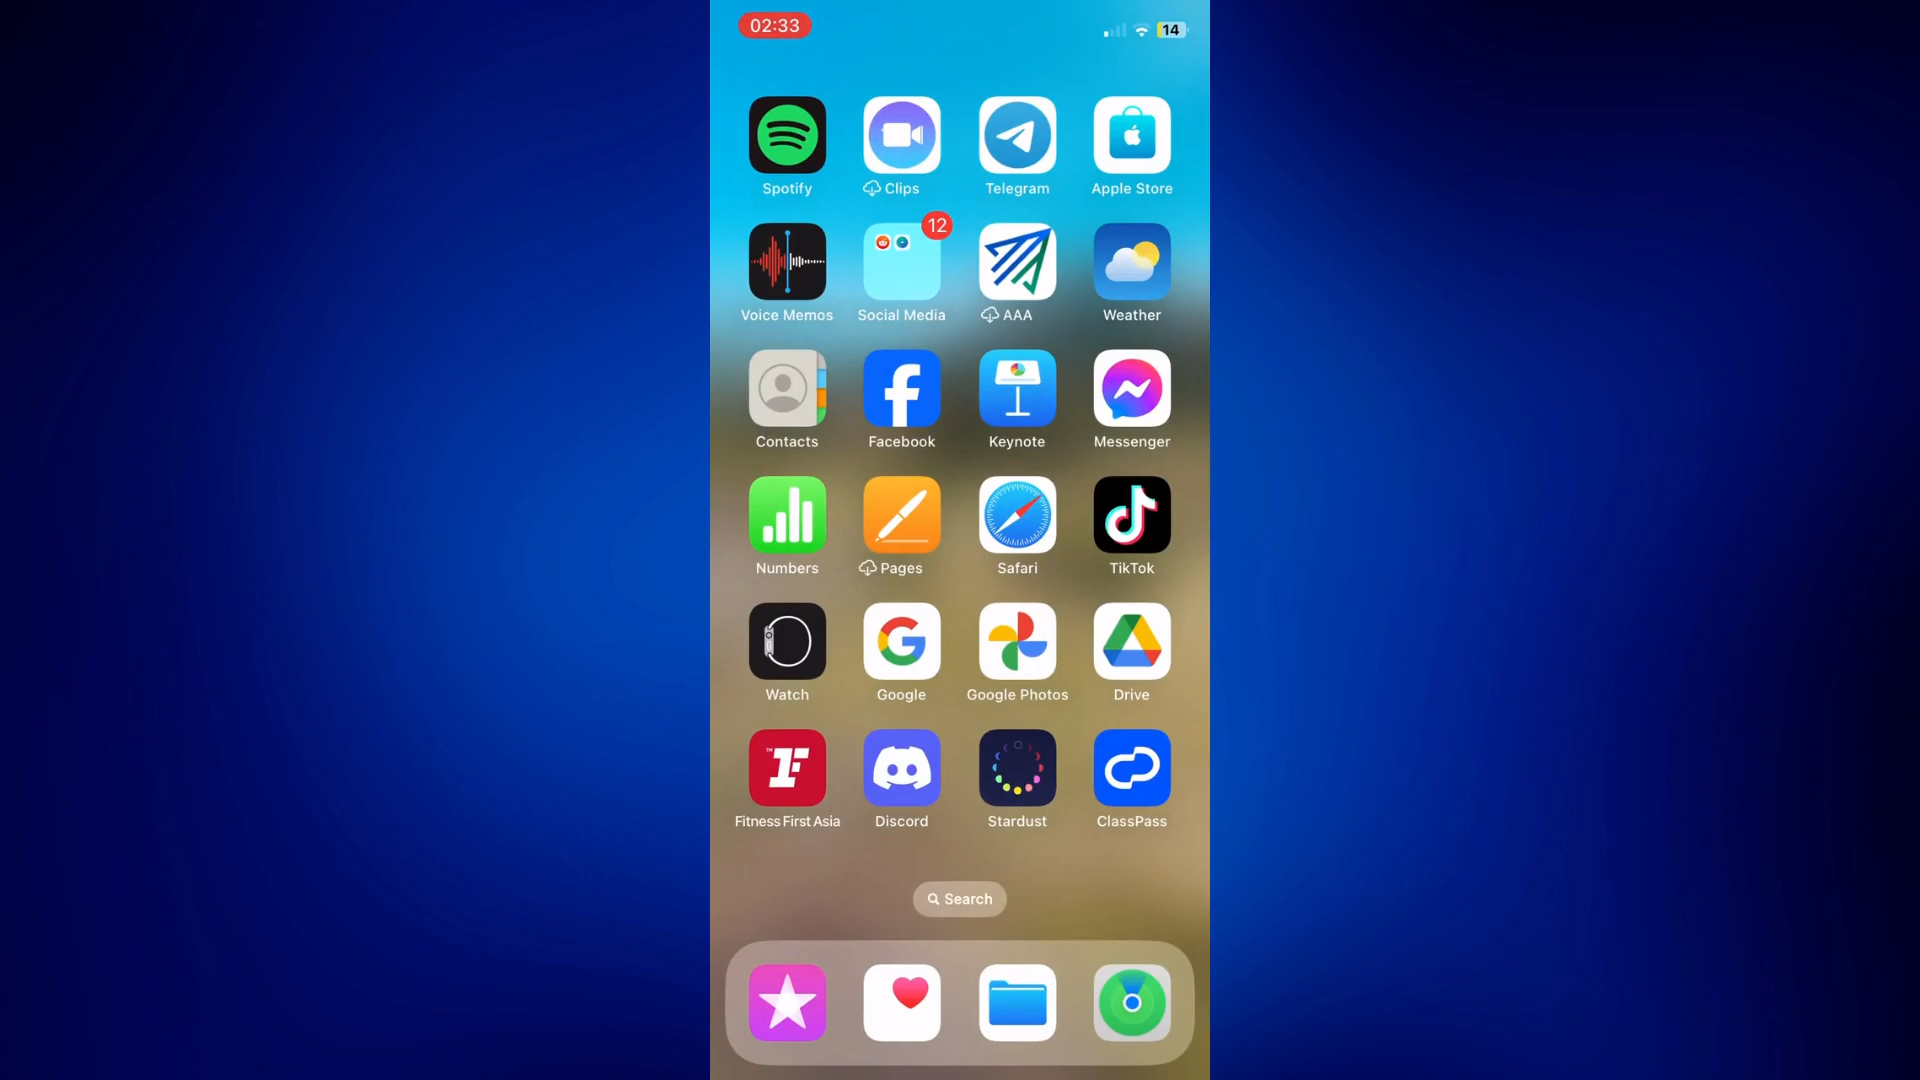 02:33
14
Spotify
Clips
Telegram
Apple Store
12
Voice Memos
Social Media
AAA
Weather
Contacts
Facebook
Keynote
Messenger
Numbers
Pages
Safari
TikTok
Watch
Google
Google Photos
Drive
Fitness First Asia
Discord
Stardust
ClassPass
Search